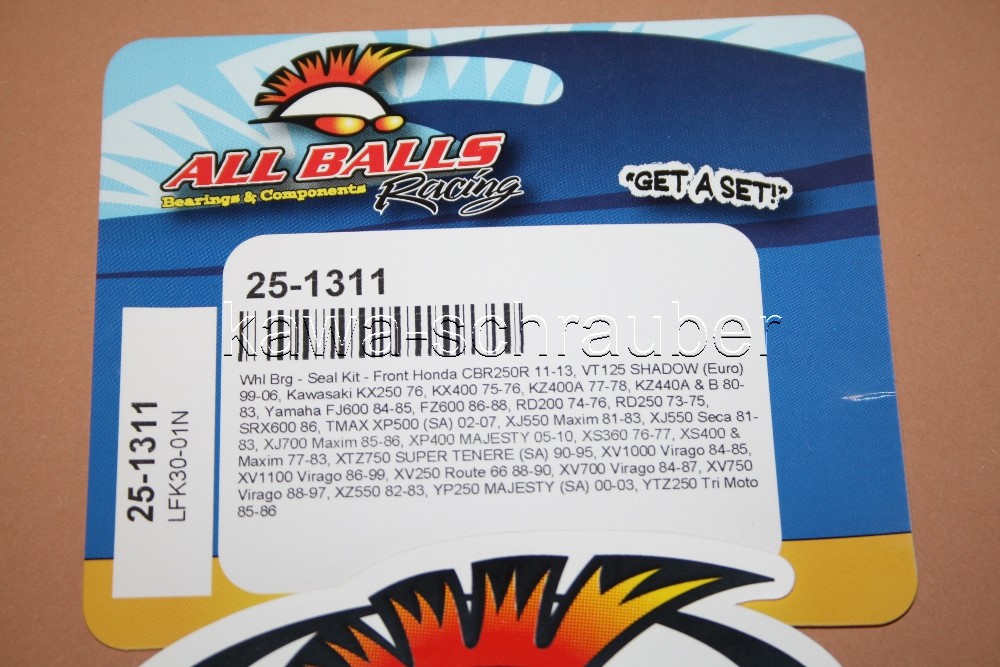 ALL BALLS
Racing
Bearings & Components
"GET A SET!"
25-1311
kawa-schrauber
Whl Brg - Seal Kit - Front Honda CBR250R 11-13, VT125 SHADOW (Euro)
99-06, Kawasaki KX250 76, KX400 75-76, KZ400A 77-78, KZ440A & B 80-
83, Yamaha FJ600 84-85, FZ600 86-88, RD200 74-76, RD250 73-75,
SRX600 86, TMAX XP500 (SA) 02-07, XJ550 Maxim 81-83, XJ550 Seca 81-
83, XJ700 Maxim 85-86, XP400 MAJESTY 05-10, XS360 76-77, XS400 &
Maxim 77-83, XTZ750 SUPER TENERE (SA) 90-95, XV1000 Virago 84-85,
XV1100 Virago 86-99, XV250 Route 66 88-90, XV700 Virago 84-87, XV750
Virago 88-97, XZ550 82-83, YP250 MAJESTY (SA) 00-03, YTZ250 Tri Moto
85-86
25-1311
LFK30-01N